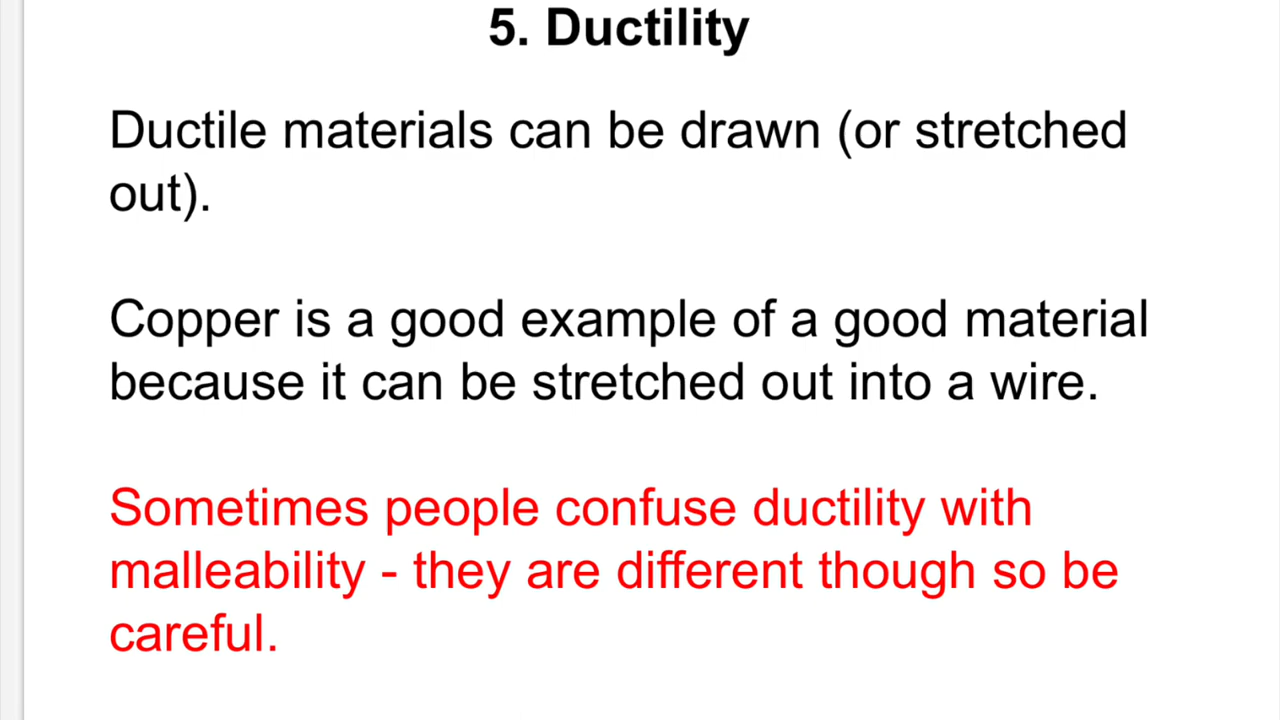 5. Ductility
Ductile materials can be drawn (or stretched
out).
Copper is a good example of a good material
because it can be stretched out into a wire.
Sometimes people confuse ductility with
malleability - they are different though so be
careful.